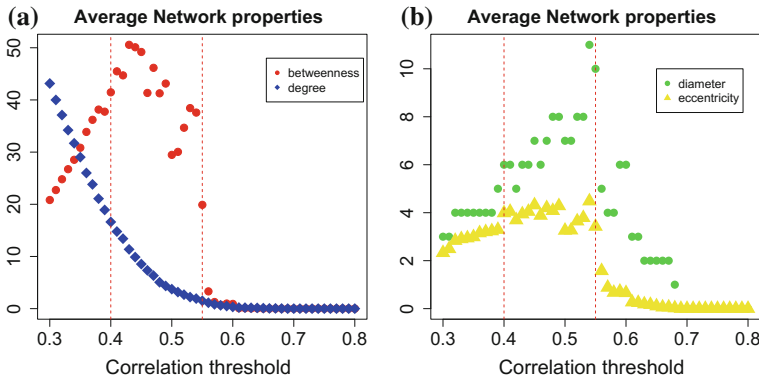 (a)
Average Network properties
50
40
30
20
10
0
betweenness
degree
0.3 0.4 0.5 0.6 0.7 0.8
Correlation threshold
(b)
Average Network properties
10
8
6
4
2
0
diameter
eccentricity
0.3 0.4 0.5 0.6 0.7 0.8
Correlation threshold